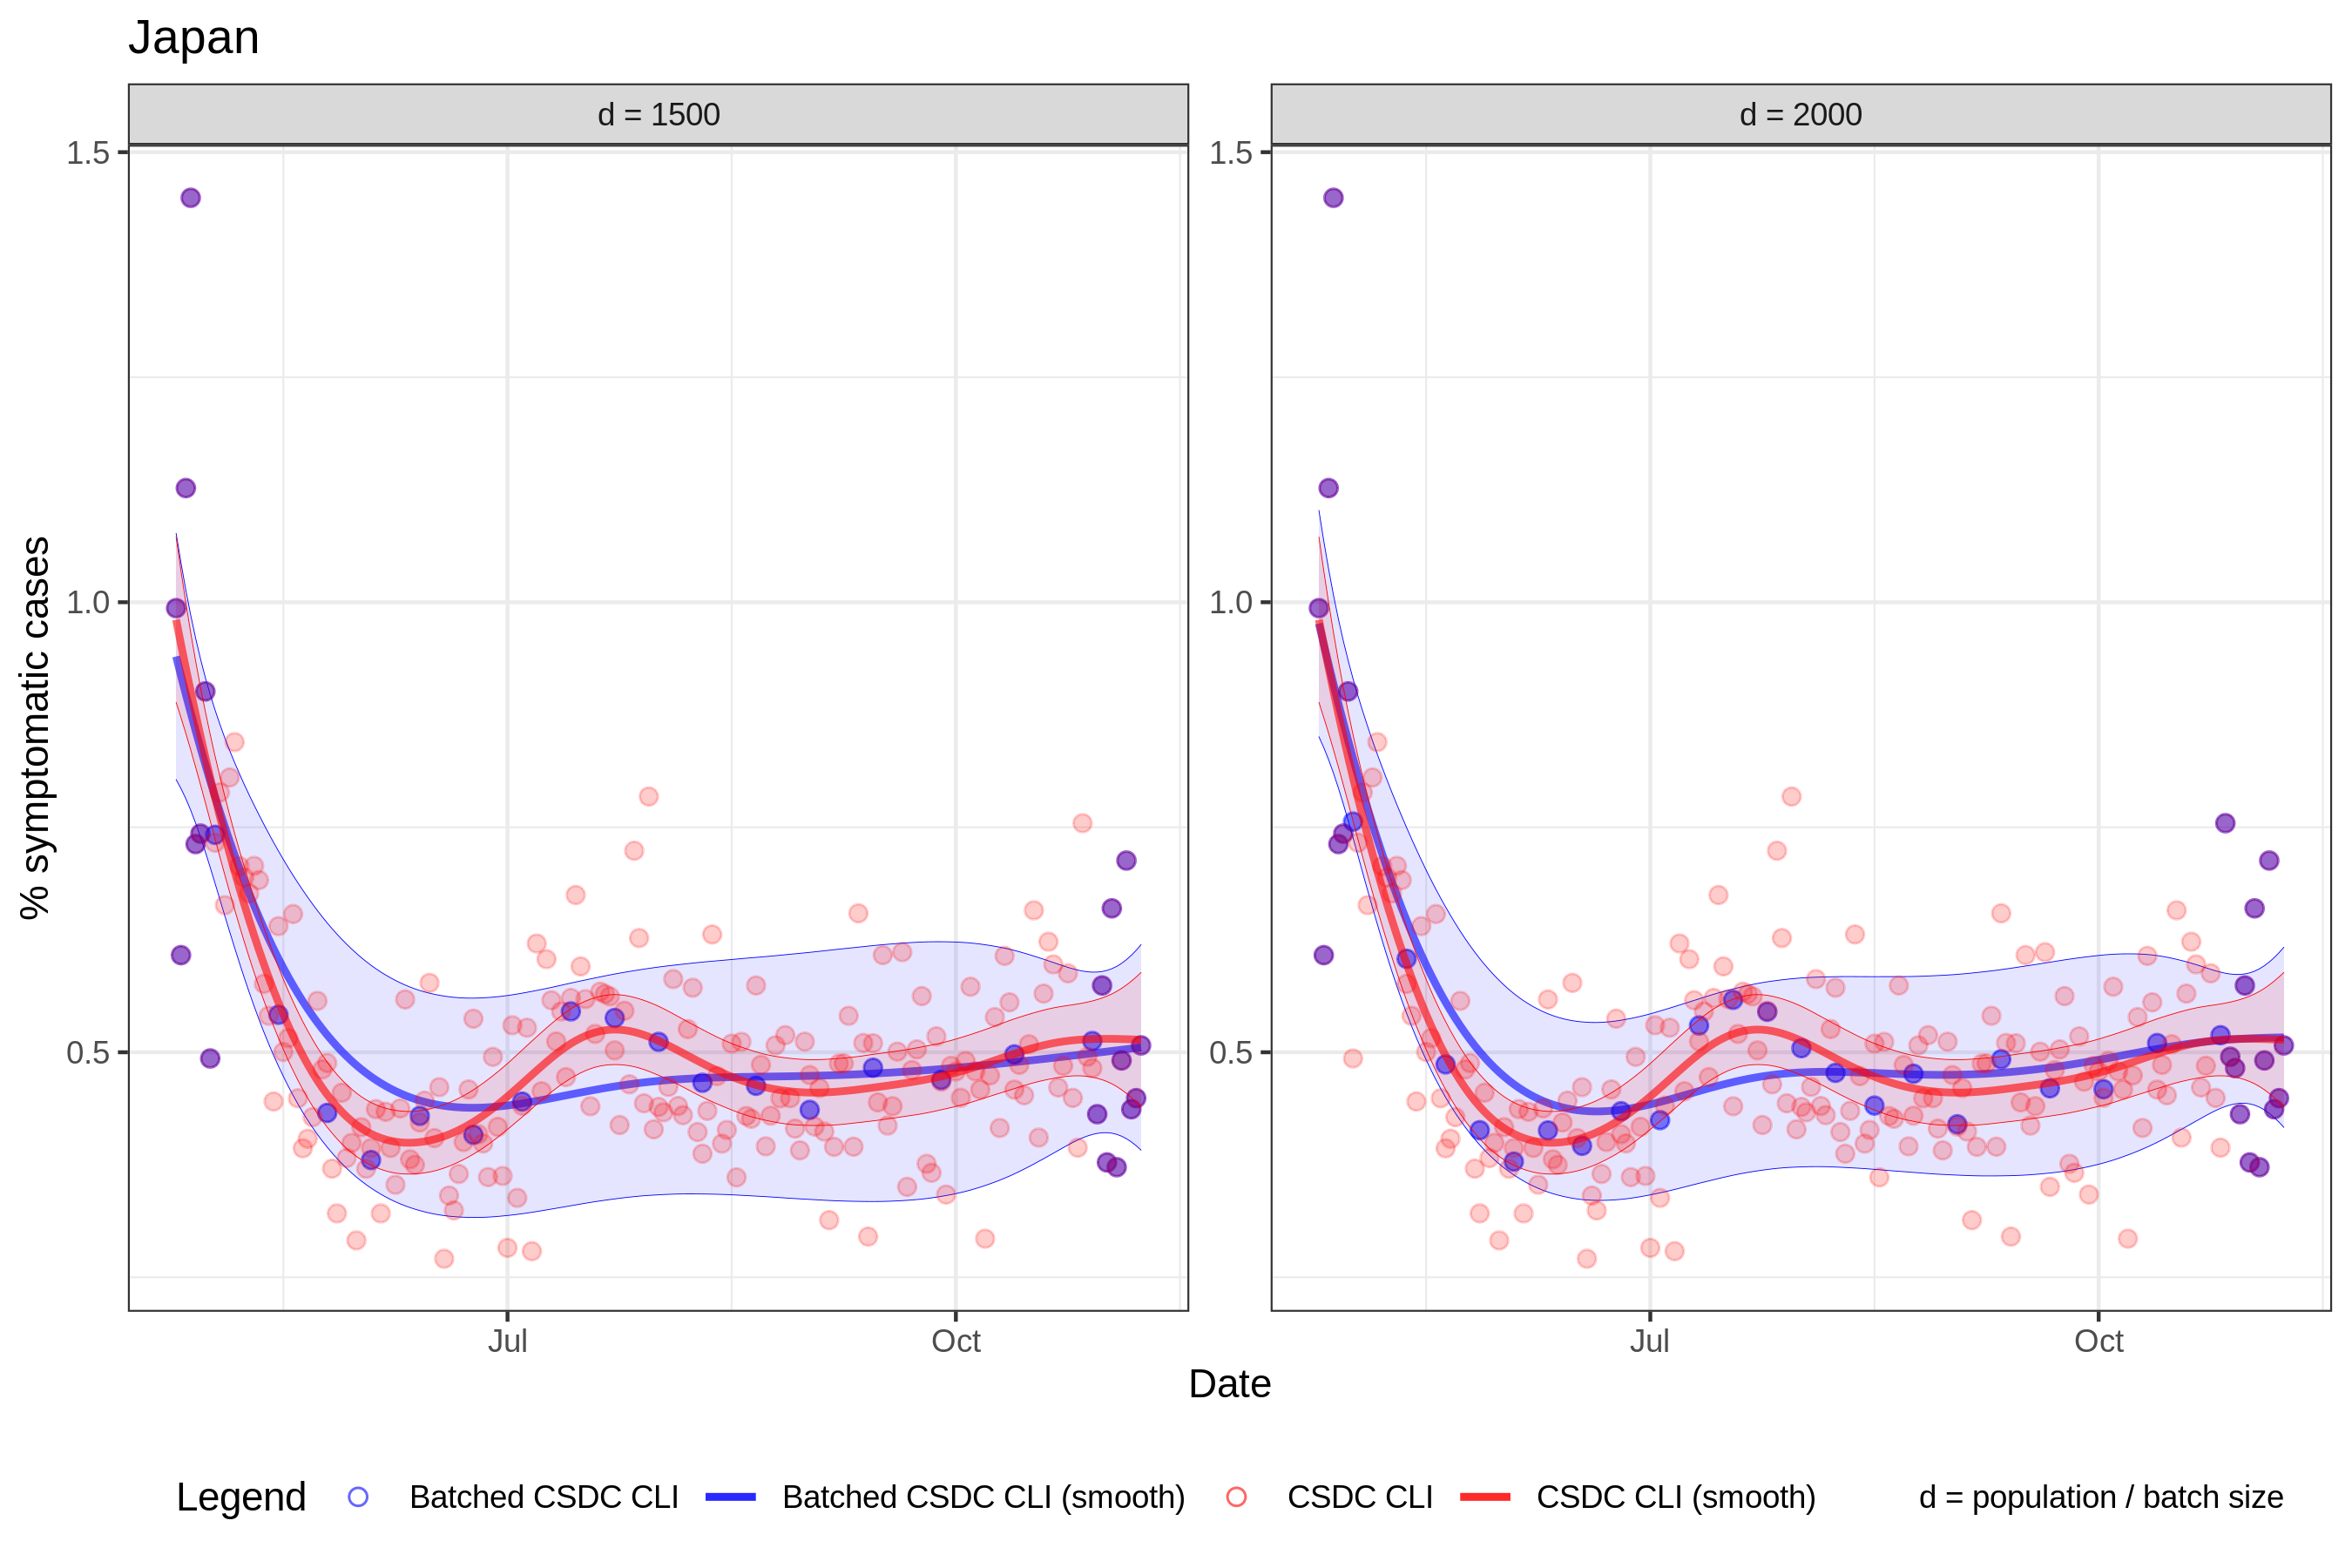 Japan
d = 1500
d = 2000
1.5
1.0
0.5
1.5
1.0
0.5
% symptomatic cases
Jul
Oct
Jul
Oct
Date
Legend Batched CSDC CLI Batched CSDC CLI (smooth) CSDC CLI CSDC CLI (smooth) d = population / batch size